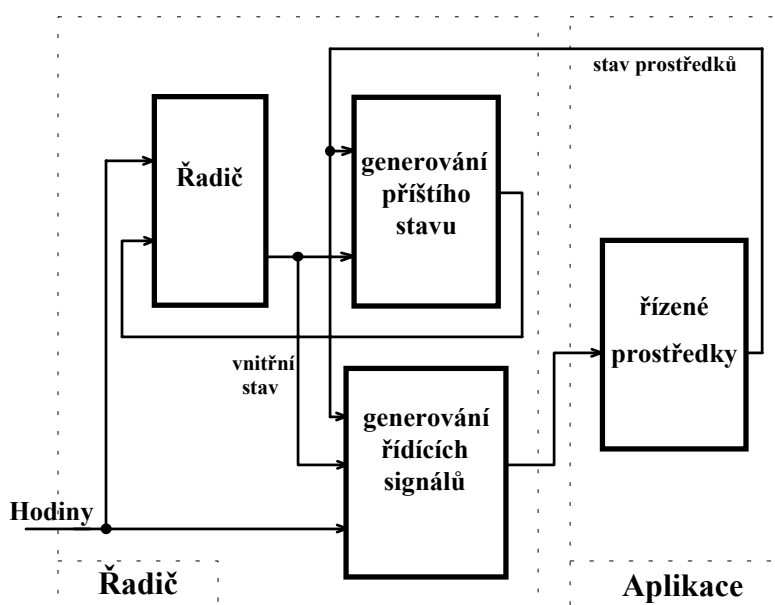 stav prostředků
Řadič
generování
příštího
stavu
řízené
prostředky
vnitřní
stav
generování
řídících
signálů
Hodiny
Řadič
Aplikace